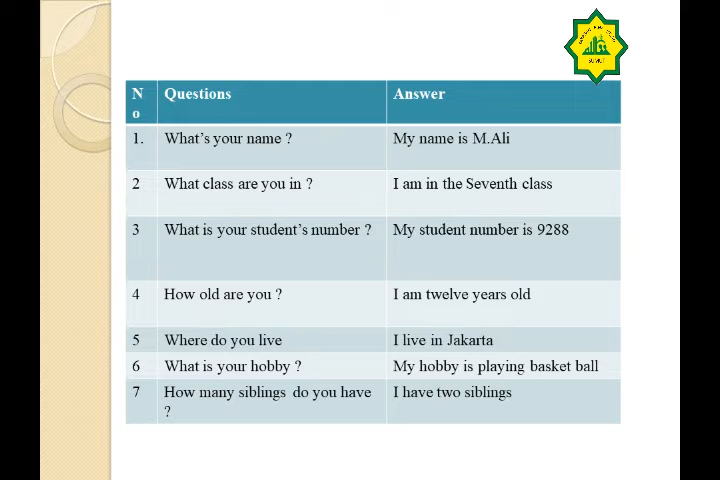 No Questions Answer
1. What's your name ? My name is M.Ali
2 What class are you in ? I am in the Seventh class
3 What is your student's number ? My student number is 9288
4 How old are you ? I am twelve years old
5 Where do you live I live in Jakarta
6 What is your hobby ? My hobby is playing basket ball
7 How many siblings do you have ? I have two siblings
SUMUT